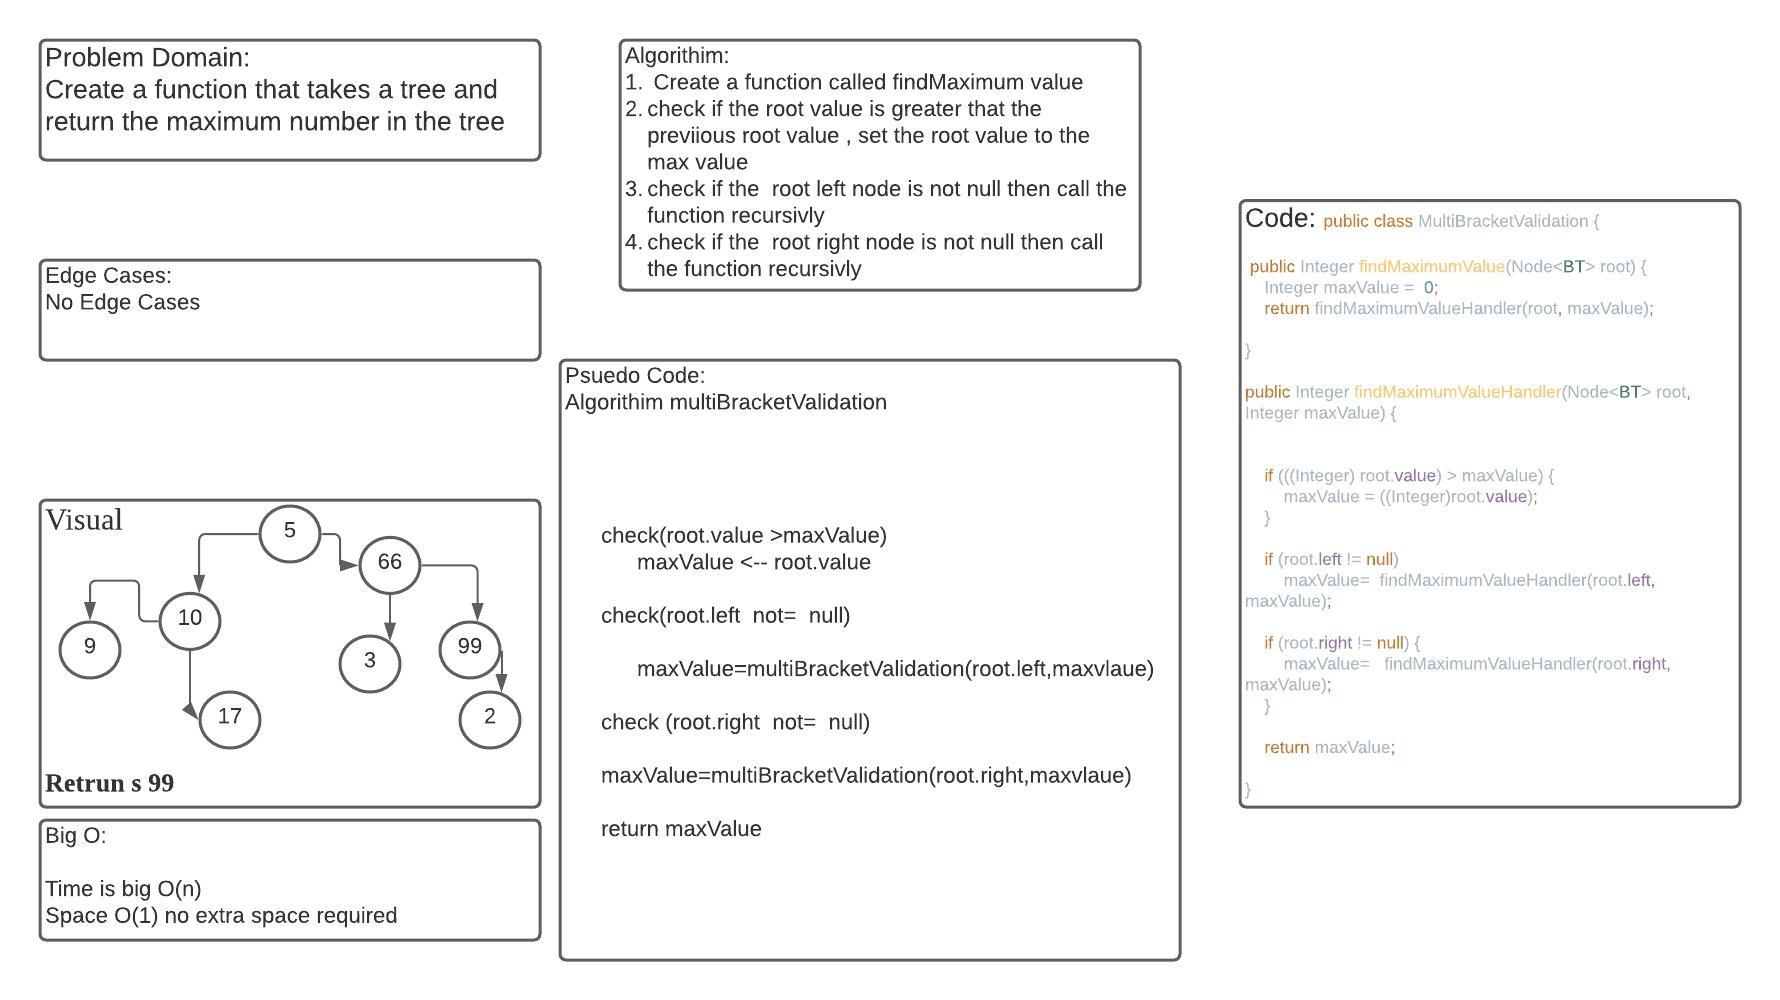 Problem Domain:
Create a function that takes a tree and
return the maximum number in the tree
Edge Cases:
No Edge Cases
Visual
5
66
10
9
3
99
17
2
Retrun s 99
Big O:
Time is big O(n)
Space O(1) no extra space required
Algorithim:
1. Create a function called findMaximum value
2. check if the root value is greater that the
previious root value , set the root value to the
max value
3. check if the root left node is not null then call the
function recursivly
4. check if the root right node is not null then call
the function recursivly
Psuedo Code:
Algorithim multiBracketValidation
check(root.value >maxValue)
maxValue <-- root.value
check(root.left not= null)
maxValue=multiBracketValidation(root.left,maxvlaue)
check (root.right not= null)
maxValue=multiBracketValidation(root.right,maxvlaue)
return maxValue
Code: public class MultiBracketValidation {
public Integer findMaximumValue(Node<BT> root) {
Integer maxValue = 0;
return findMaximumValueHandler(root, maxValue);
}
public Integer findMaximumValueHandler(Node<BT> root,
Integer maxValue) {
if (((Integer) root.value) > maxValue) {
maxValue = ((Integer)root.value);
}
if (root.left != null)
maxValue= findMaximumValueHandler(root.left,
maxValue);
if (root.right != null) {
maxValue= findMaximumValueHandler(root.right,
maxValue);
}
return maxValue;
}